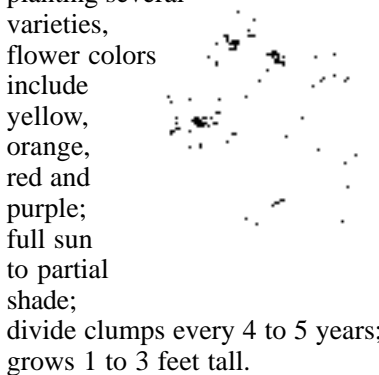 planting several
varieties,
flower colors
include
yellow,
orange,
red and
purple;
full sun
to partial
shade;
divide clumps every 4 to 5 years;
grows 1 to 3 feet tall.